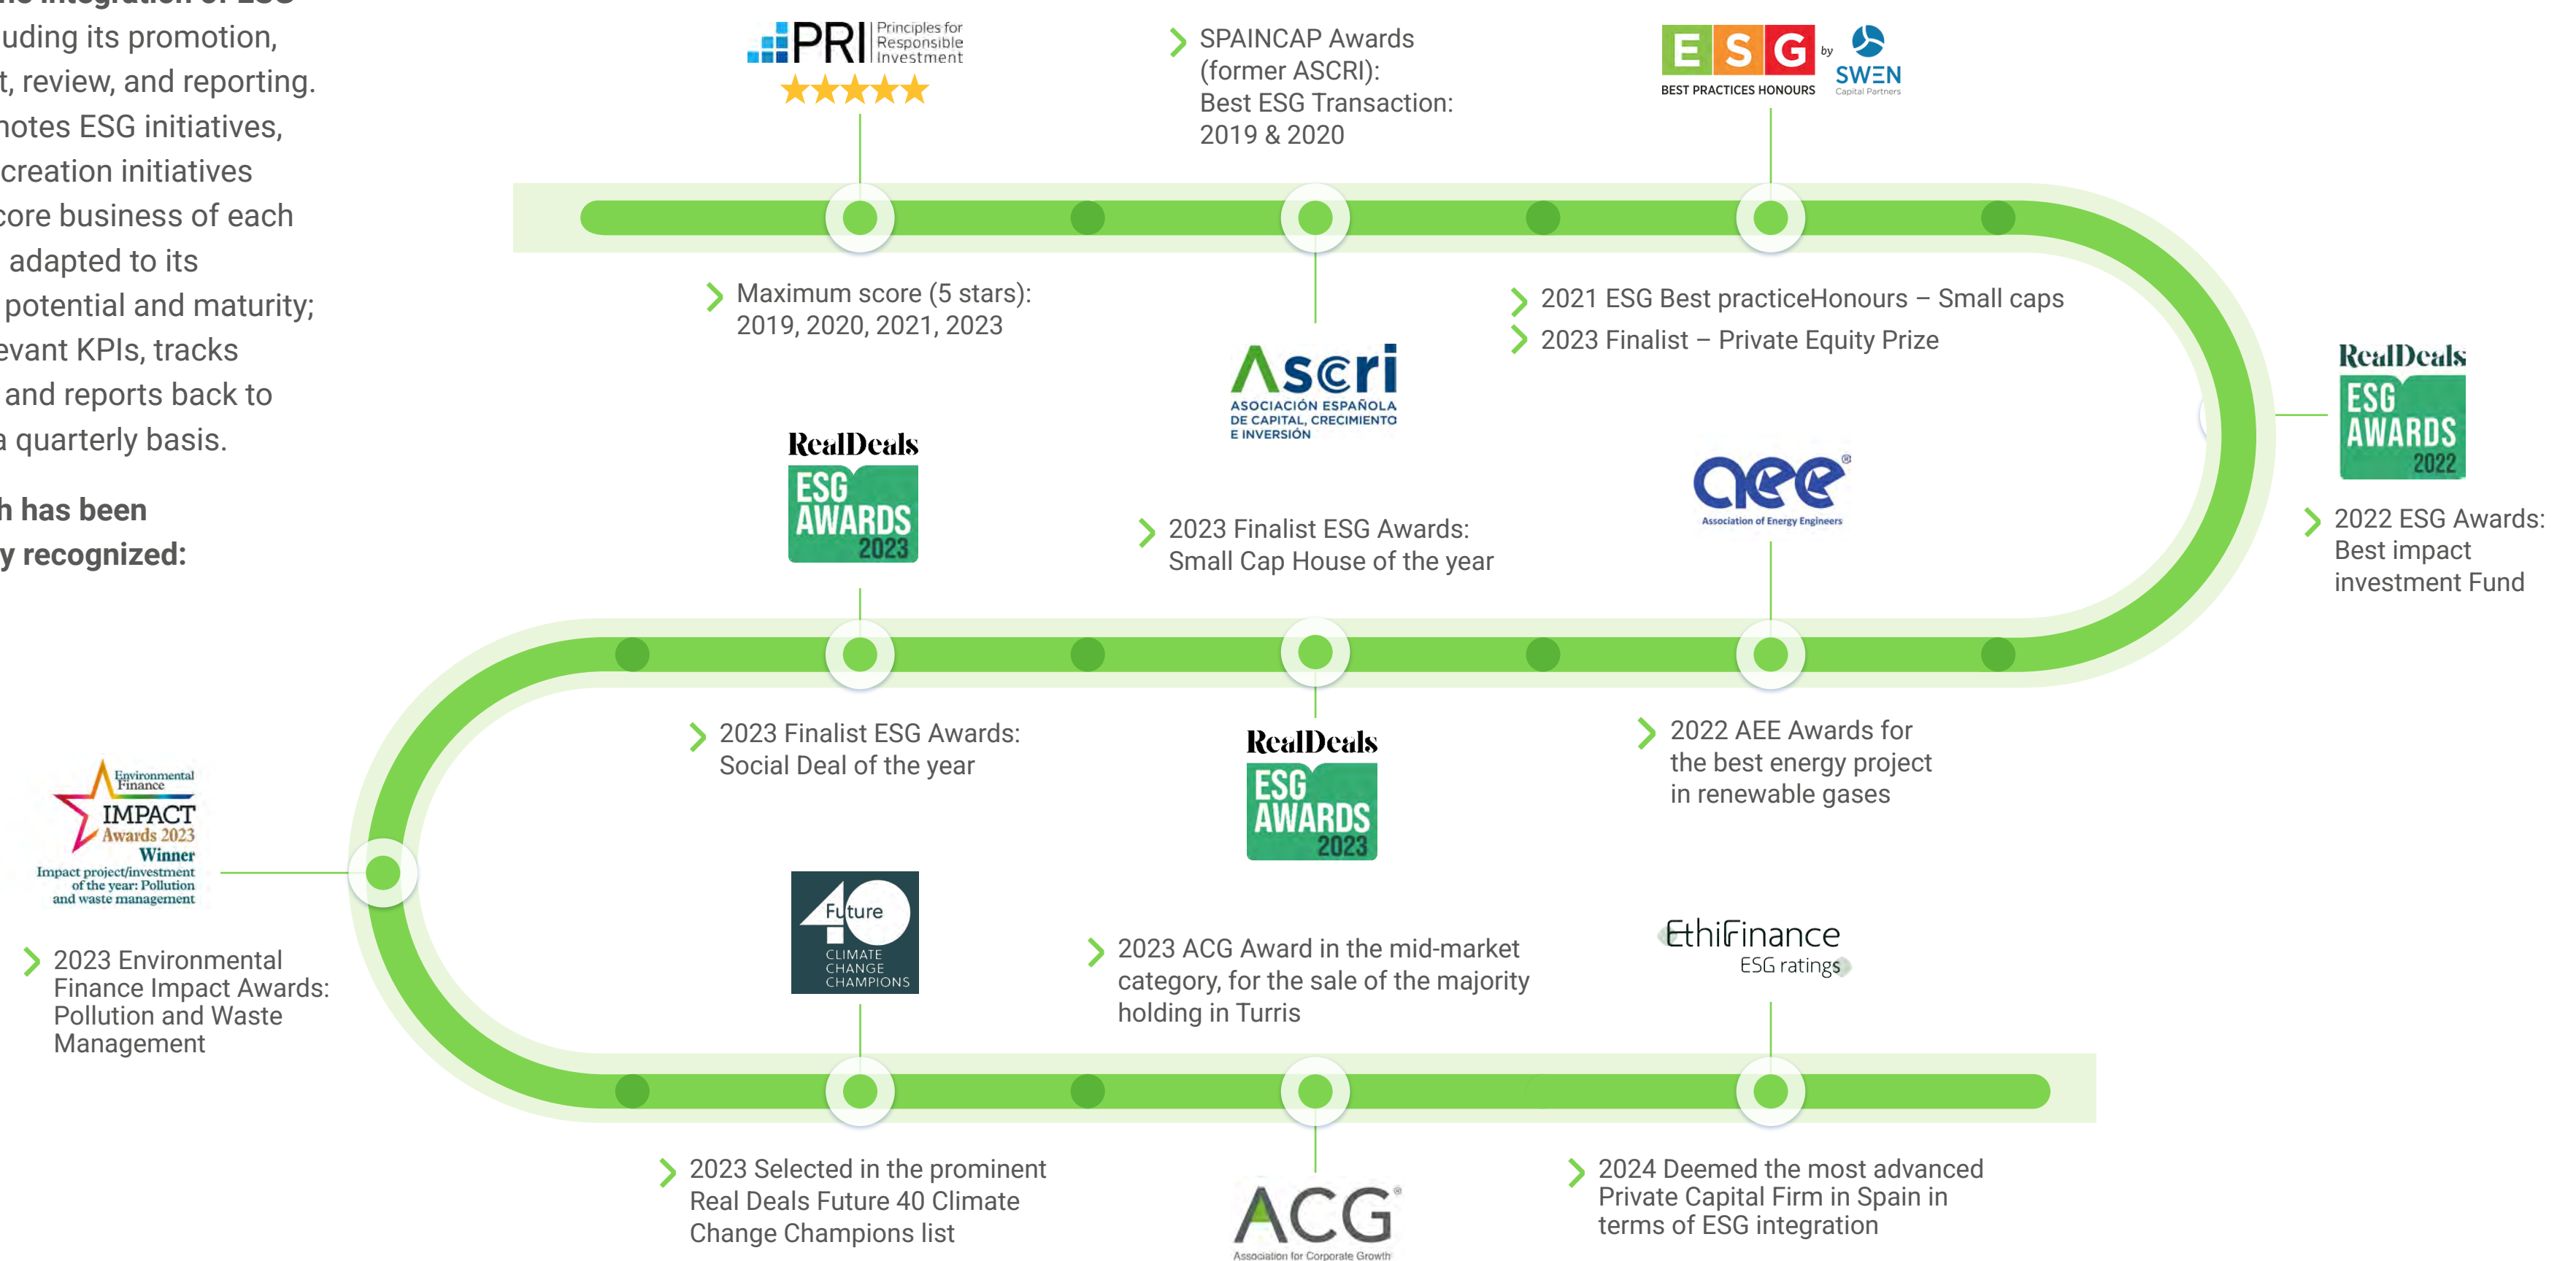 uding its promotion,
t, review, and reporting.
notes ESG initiatives,
creation initiatives
core business of each
adapted to its
potential and maturity;
evant KPIs, tracks
and reports back to
a quarterly basis.
h has been
y recognized:
PRI Principles for
Responsible
Investment
Maximum score (5 stars):
2019, 2020, 2021, 2023
SPAINCAP Awards
(former ASCRI):
Best ESG Transaction:
2019 & 2020
Ascri
ASOCIACIÓN ESPAÑOLA
DE CAPITAL, CRECIMIENTO
E INVERSIÓN
ESG by
BEST PRACTICES HONOURS
SWEN
Capital Partners
2021 ESG Best practiceHonours – Small caps
2023 Finalist – Private Equity Prize
RealDeals
ESG
AWARDS
2022
2022 ESG Awards:
Best impact
investment Fund
aee®
Association of Energy Engineers
2022 AEE Awards for
the best energy project
in renewable gases
2023 Finalist ESG Awards:
Small Cap House of the year
RealDeals
ESG
AWARDS
2023
RealDeals
ESG
AWARDS
2023
2023 Finalist ESG Awards:
Social Deal of the year
Environmental
Finance
IMPACT
Awards 2023
Winner
Impact project/investment
of the year: Pollution
and waste management
2023 Environmental
Finance Impact Awards:
Pollution and Waste
Management
40
Future
CLIMATE
CHANGE
CHAMPIONS
2023 Selected in the prominent
Real Deals Future 40 Climate
Change Champions list
2023 ACG Award in the mid-market
category, for the sale of the majority
holding in Turris
ACG®
Association for Corporate Growth
EthiFinance
ESG ratings
2024 Deemed the most advanced
Private Capital Firm in Spain in
terms of ESG integration